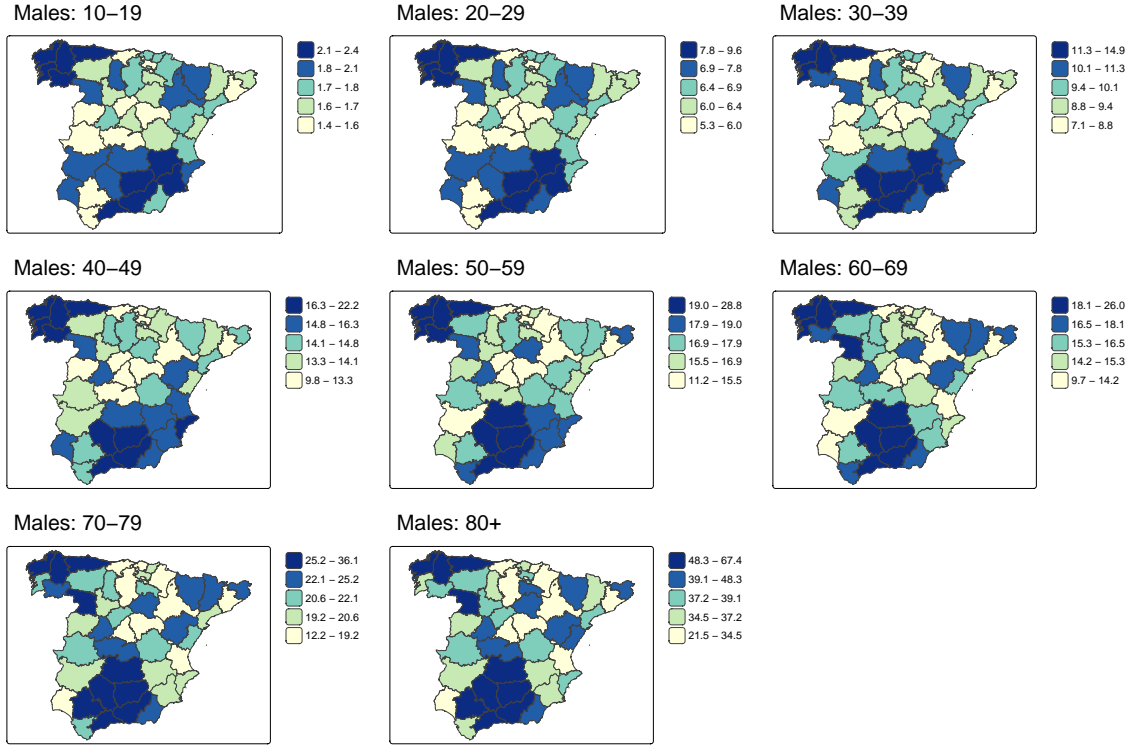 Males: 10−19
2.1 − 2.4
1.8 − 2.1
1.7 − 1.8
1.6 − 1.7
1.4 − 1.6
Males: 20−29
7.8 − 9.6
6.9 − 7.8
6.4 − 6.9
6.0 − 6.4
5.3 − 6.0
Males: 30−39
11.3 − 14.9
10.1 − 11.3
9.4 − 10.1
8.8 − 9.4
7.1 − 8.8
Males: 40−49
16.3 − 22.2
14.8 − 16.3
14.1 − 14.8
13.3 − 14.1
9.8 − 13.3
Males: 50−59
19.0 − 28.8
17.9 − 19.0
16.9 − 17.9
15.5 − 16.9
11.2 − 15.5
Males: 60−69
18.1 − 26.0
16.5 − 18.1
15.3 − 16.5
14.2 − 15.3
9.7 − 14.2
Males: 70−79
25.2 − 36.1
22.1 − 25.2
20.6 − 22.1
19.2 − 20.6
12.2 − 19.2
Males: 80+
48.3 − 67.4
39.1 − 48.3
37.2 − 39.1
34.5 − 37.2
21.5 − 34.5